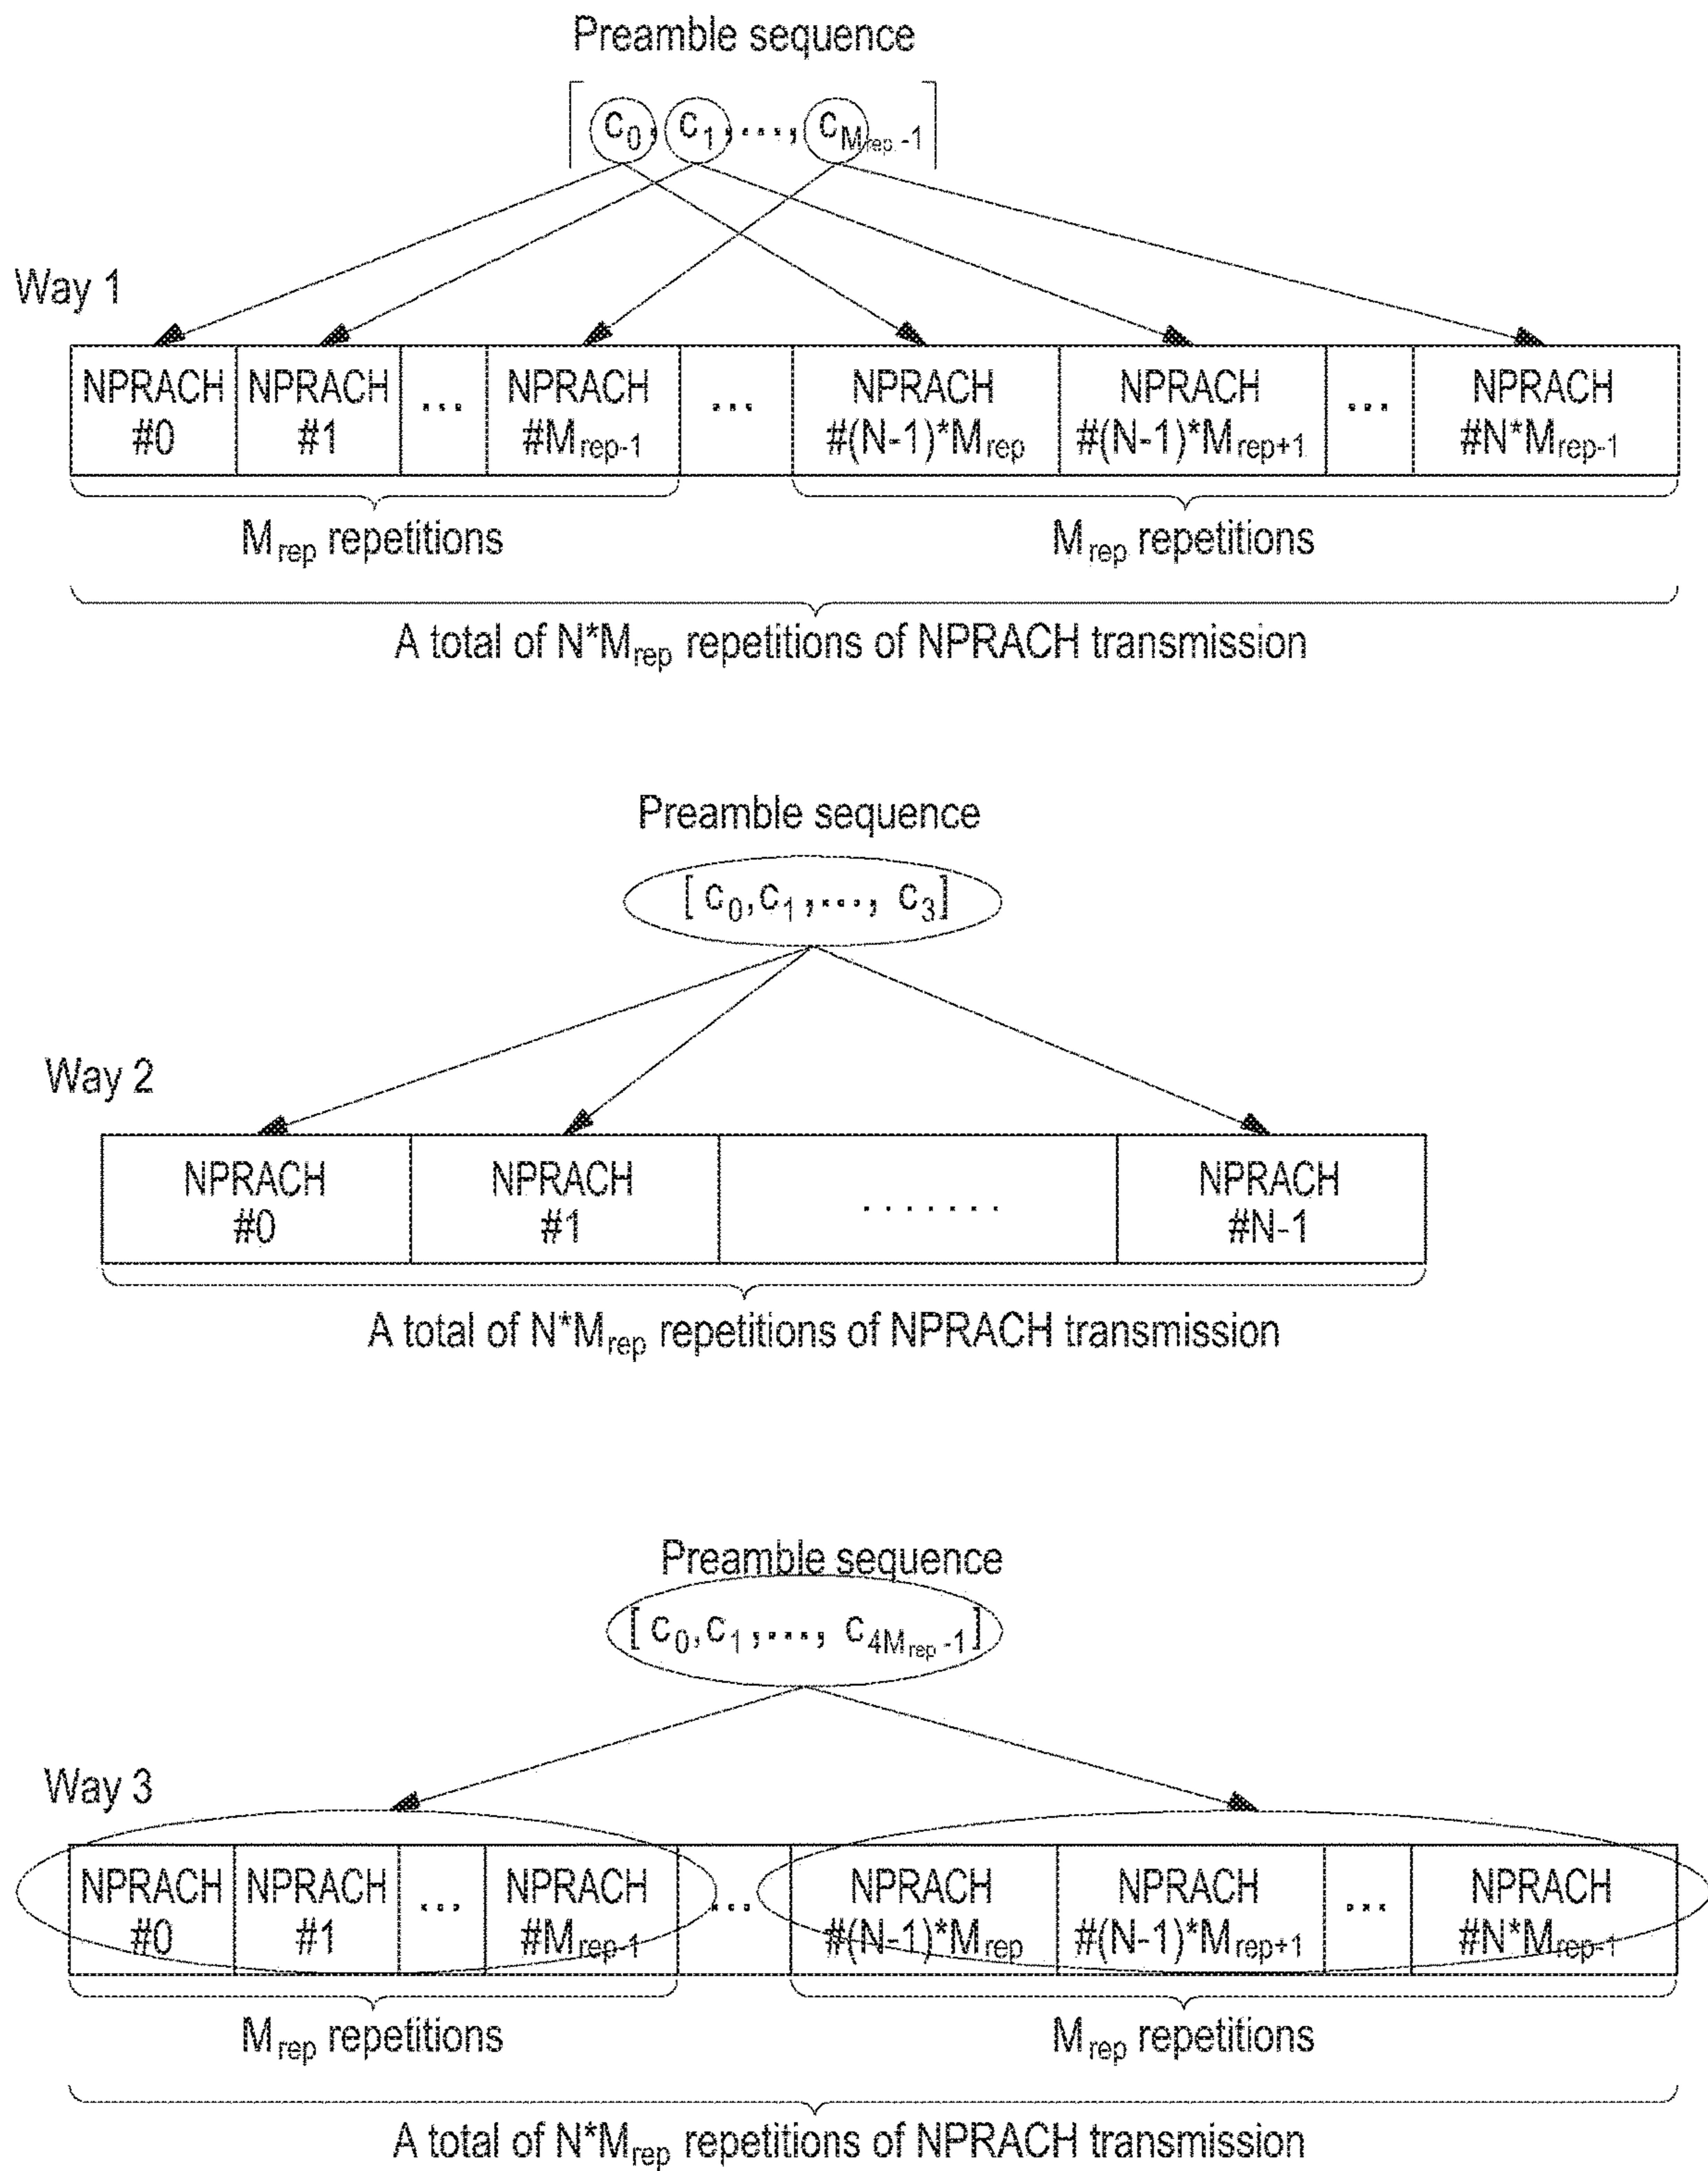 Preamble sequence
[c0, c1,..., cMrep-1]
Way 1
NPRACH #0 NPRACH #1 ... NPRACH #Mrep-1 ... NPRACH #(N-1)*Mrep NPRACH #(N-1)*Mrep+1 ... NPRACH #N*Mrep-1
Mrep repetitions Mrep repetitions
A total of N*Mrep repetitions of NPRACH transmission
Preamble sequence
[c0,c1,..., c3]
Way 2
NPRACH #0 NPRACH #1 ....... NPRACH #N-1
A total of N*Mrep repetitions of NPRACH transmission
Preamble sequence
[c0,c1,..., c4Mrep-1]
Way 3
NPRACH #0 NPRACH #1 ... NPRACH #Mrep-1 ... NPRACH #(N-1)*Mrep NPRACH #(N-1)*Mrep+1 ... NPRACH #N*Mrep-1
Mrep repetitions Mrep repetitions
A total of N*Mrep repetitions of NPRACH transmission